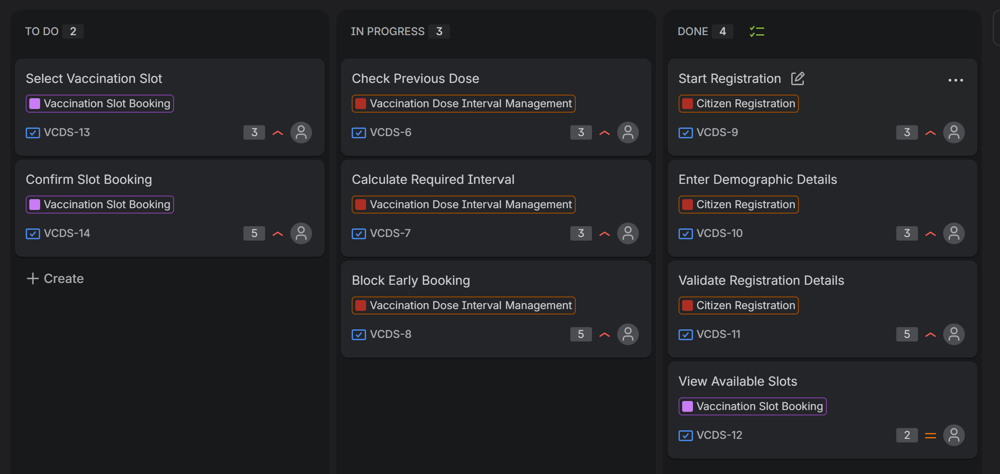 TO DO 2
Select Vaccination Slot
Vaccination Slot Booking
VCDS-13 3
Confirm Slot Booking
Vaccination Slot Booking
VCDS-14 5
+ Create
IN PROGRESS 3
Check Previous Dose
Vaccination Dose Interval Management
VCDS-6 3
Calculate Required Interval
Vaccination Dose Interval Management
VCDS-7 3
Block Early Booking
Vaccination Dose Interval Management
VCDS-8 5
DONE 4
Start Registration
Citizen Registration
VCDS-9 3
Enter Demographic Details
Citizen Registration
VCDS-10 3
Validate Registration Details
Citizen Registration
VCDS-11 5
View Available Slots
Vaccination Slot Booking
VCDS-12 2